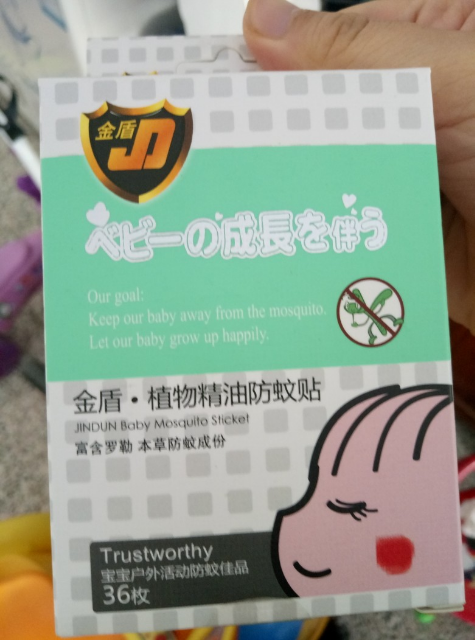 金盾
JD
ベビーの成長を伴う
Our goal:
Keep our baby away from the mosquito.
Let our baby grow up happily.
金盾·植物精油防蚊贴
JINDUN Baby Mosquito Sticket
富含罗勒 本草防蚊成份
Trustworthy
宝宝户外活动防蚊佳品
36枚